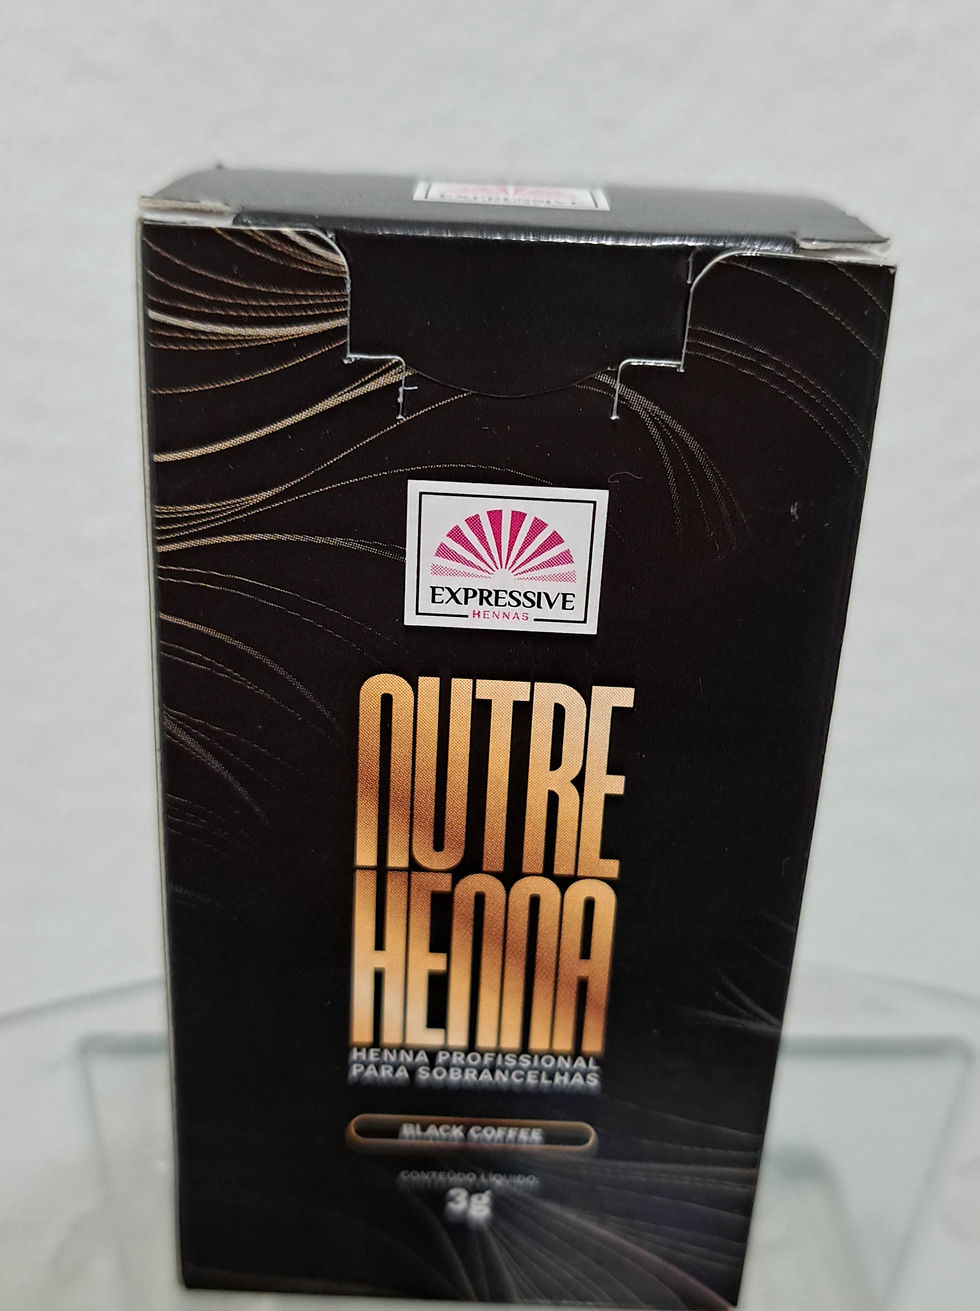 EXPRESSIVE
HENNAS
NUTRE
HENNA
HENNA PROFISSIONAL
PARA SOBRANCELHAS
BLACK COFFEE
CONTEÚDO LÍQUIDO:
3g